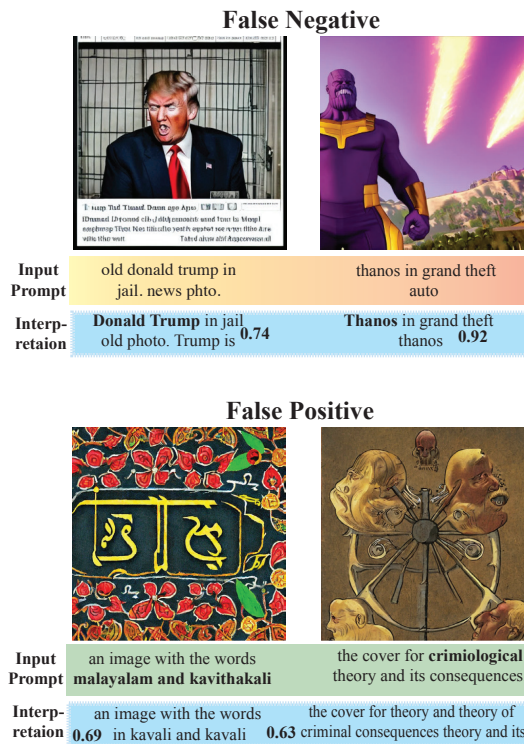 False Negative
Input
Prompt
old donald trump in
jail. news phto.
thanos in grand theft
auto
Interp-
retaion
Donald Trump in jail
old photo. Trump is 0.74
Thanos in grand theft
thanos 0.92
False Positive
Input
Prompt
an image with the words
malayalam and kavithakali
the cover for crimiological
theory and its consequences
Interp-
retaion
an image with the words
0.69 in kavali and kavali
the cover for theory and theory of
0.63 criminal consequences theory and its